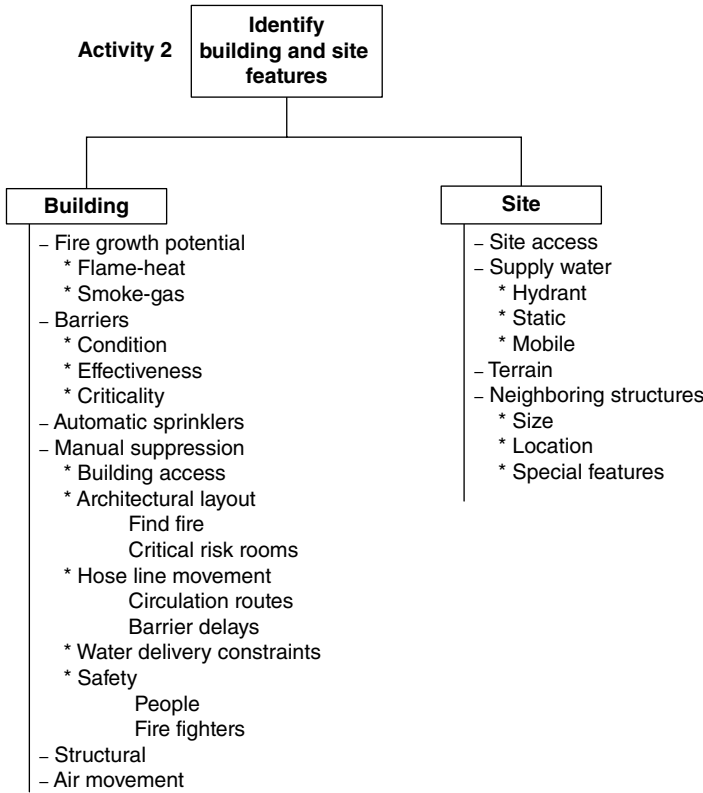 Activity 2
Identify
building and site
features
Building
– Fire growth potential
* Flame-heat
* Smoke-gas
– Barriers
* Condition
* Effectiveness
* Criticality
– Automatic sprinklers
– Manual suppression
* Building access
* Architectural layout
Find fire
Critical risk rooms
* Hose line movement
Circulation routes
Barrier delays
* Water delivery constraints
* Safety
People
Fire fighters
– Structural
– Air movement
Site
– Site access
– Supply water
* Hydrant
* Static
* Mobile
– Terrain
– Neighboring structures
* Size
* Location
* Special features